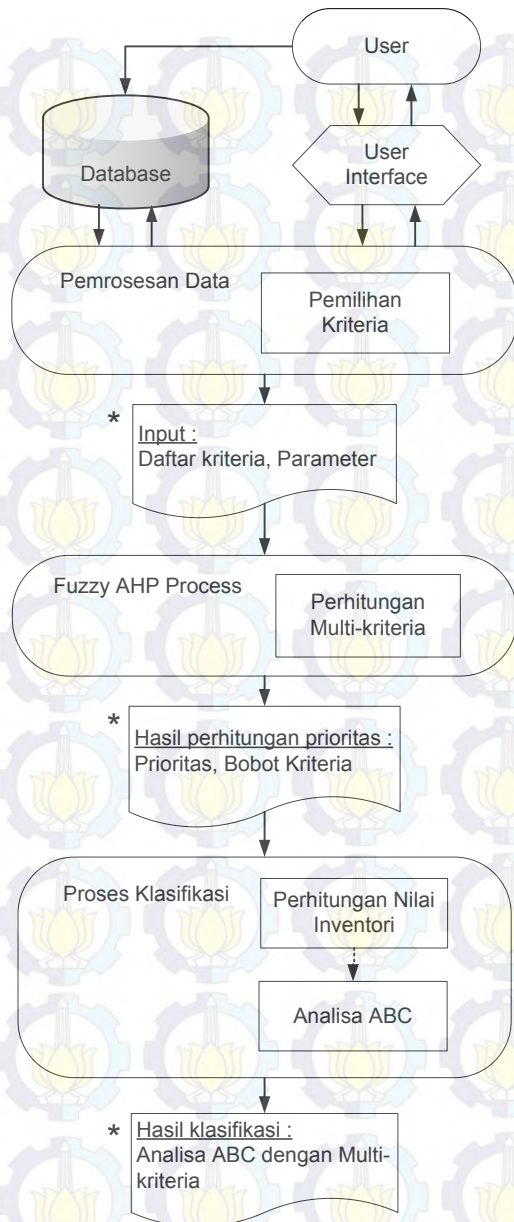 User
Database
User
Interface
Pemrosesan Data
Pemilihan
Kriteria
*
Input :
Daftar kriteria, Parameter
Fuzzy AHP Process
Perhitungan
Multi-kriteria
*
Hasil perhitungan prioritas :
Prioritas, Bobot Kriteria
Proses Klasifikasi
Perhitungan Nilai
Inventori
Analisa ABC
*
Hasil klasifikasi :
Analisa ABC dengan Multi-
kriteria